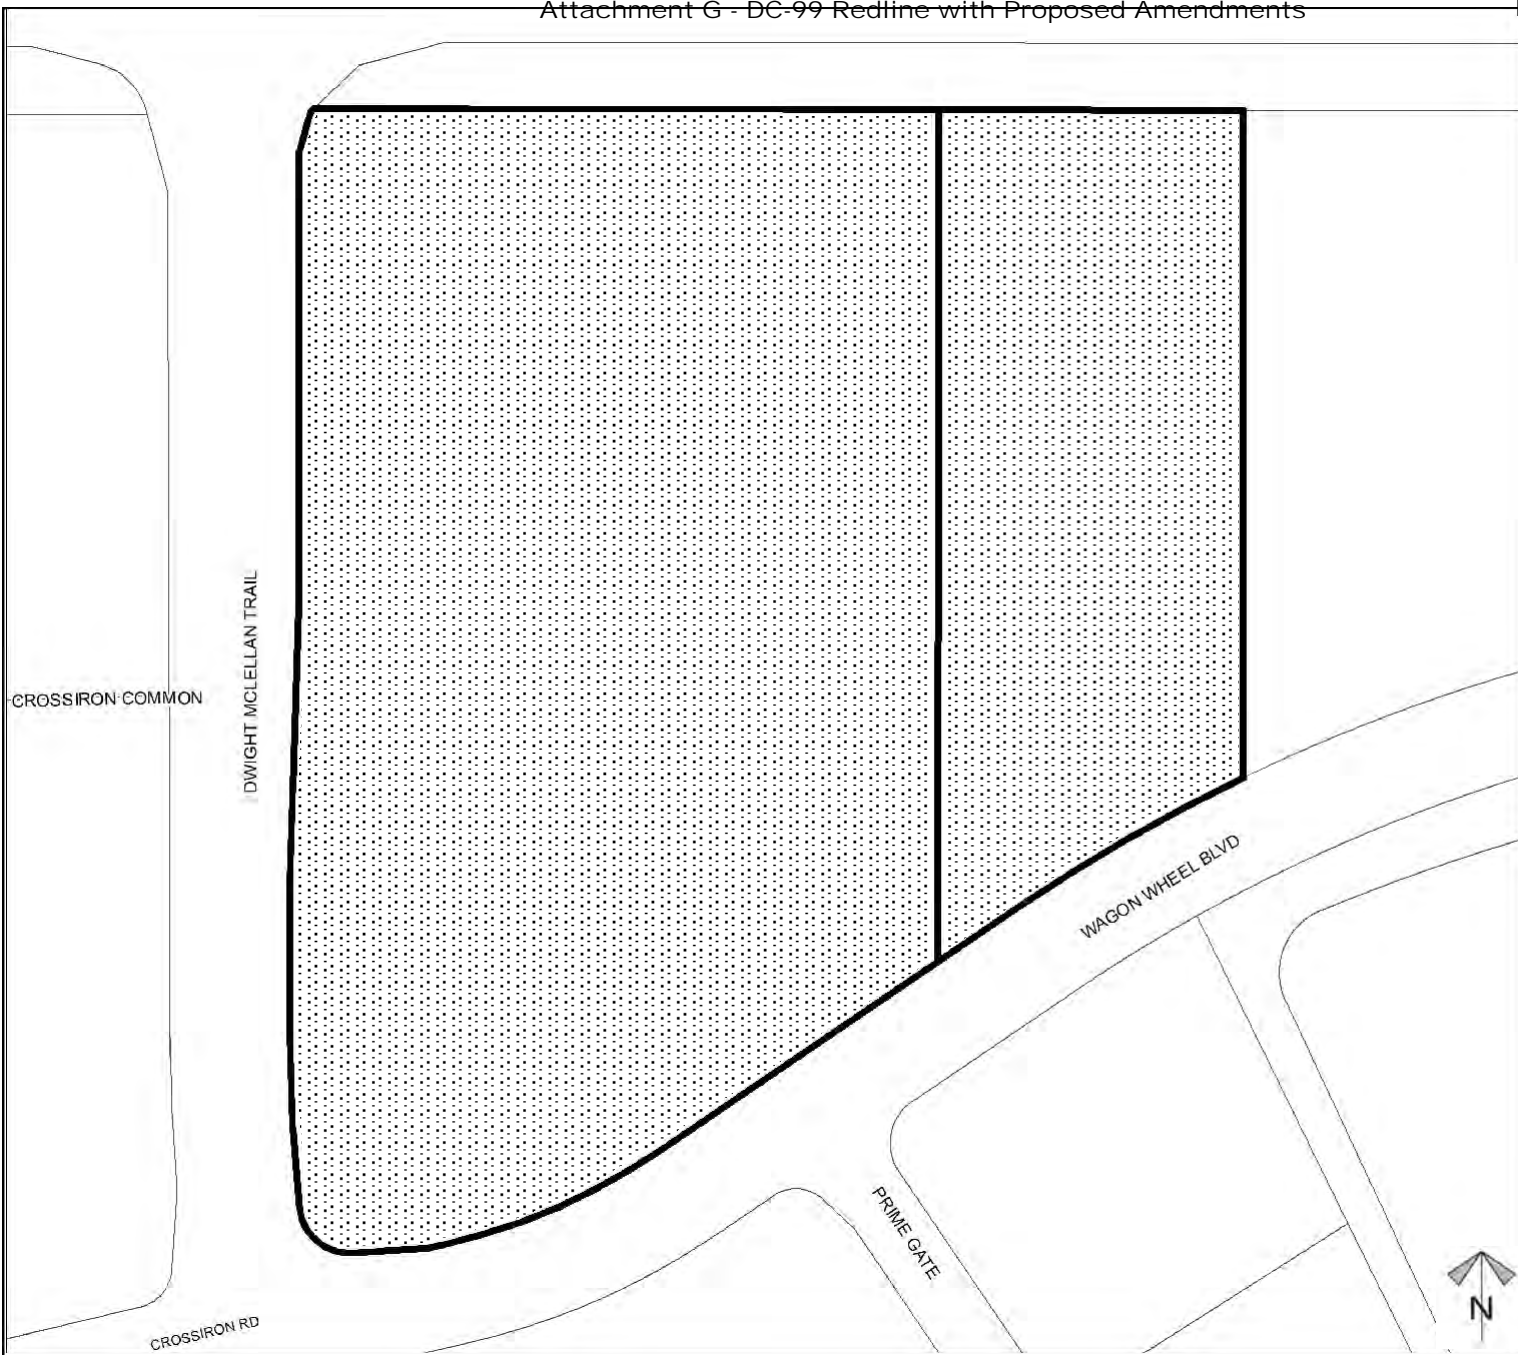 Attachment G - DC-99 Redline with Proposed Amendments
DWIGHT MCLELLAN TRAIL
CROSSIRON COMMON
WAGON WHEEL BLVD
PRIME GATE
CROSSIRON RD
N